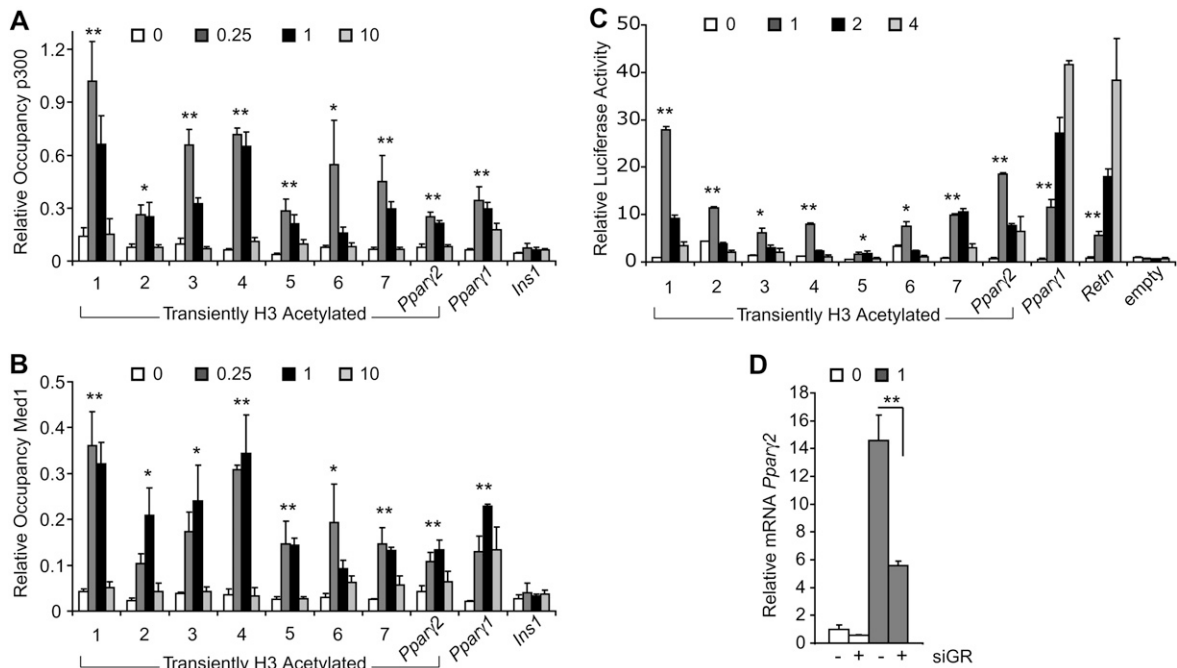 A
0 0.25 1 10
Relative Occupancy p300
1.2
0.9
0.6
0.3
0
** * ** ** ** * ** ** **
1 2 3 4 5 6 7 Pparγ2 Pparγ1 Ins1
Transiently H3 Acetylated
B
0 0.25 1 10
Relative Occupancy Med1
0.5
0.4
0.3
0.2
0.1
0
** * * ** ** * ** ** **
1 2 3 4 5 6 7 Pparγ2 Pparγ1 Ins1
Transiently H3 Acetylated
C
0 1 2 4
Relative Luciferase Activity
50
40
30
20
10
0
** ** * ** * * ** ** ** **
1 2 3 4 5 6 7 Pparγ2 Pparγ1 Retn empty
Transiently H3 Acetylated
D
0 1
Relative mRNA Pparγ2
18
16
14
12
10
8
6
4
2
0
**
- + - + siGR